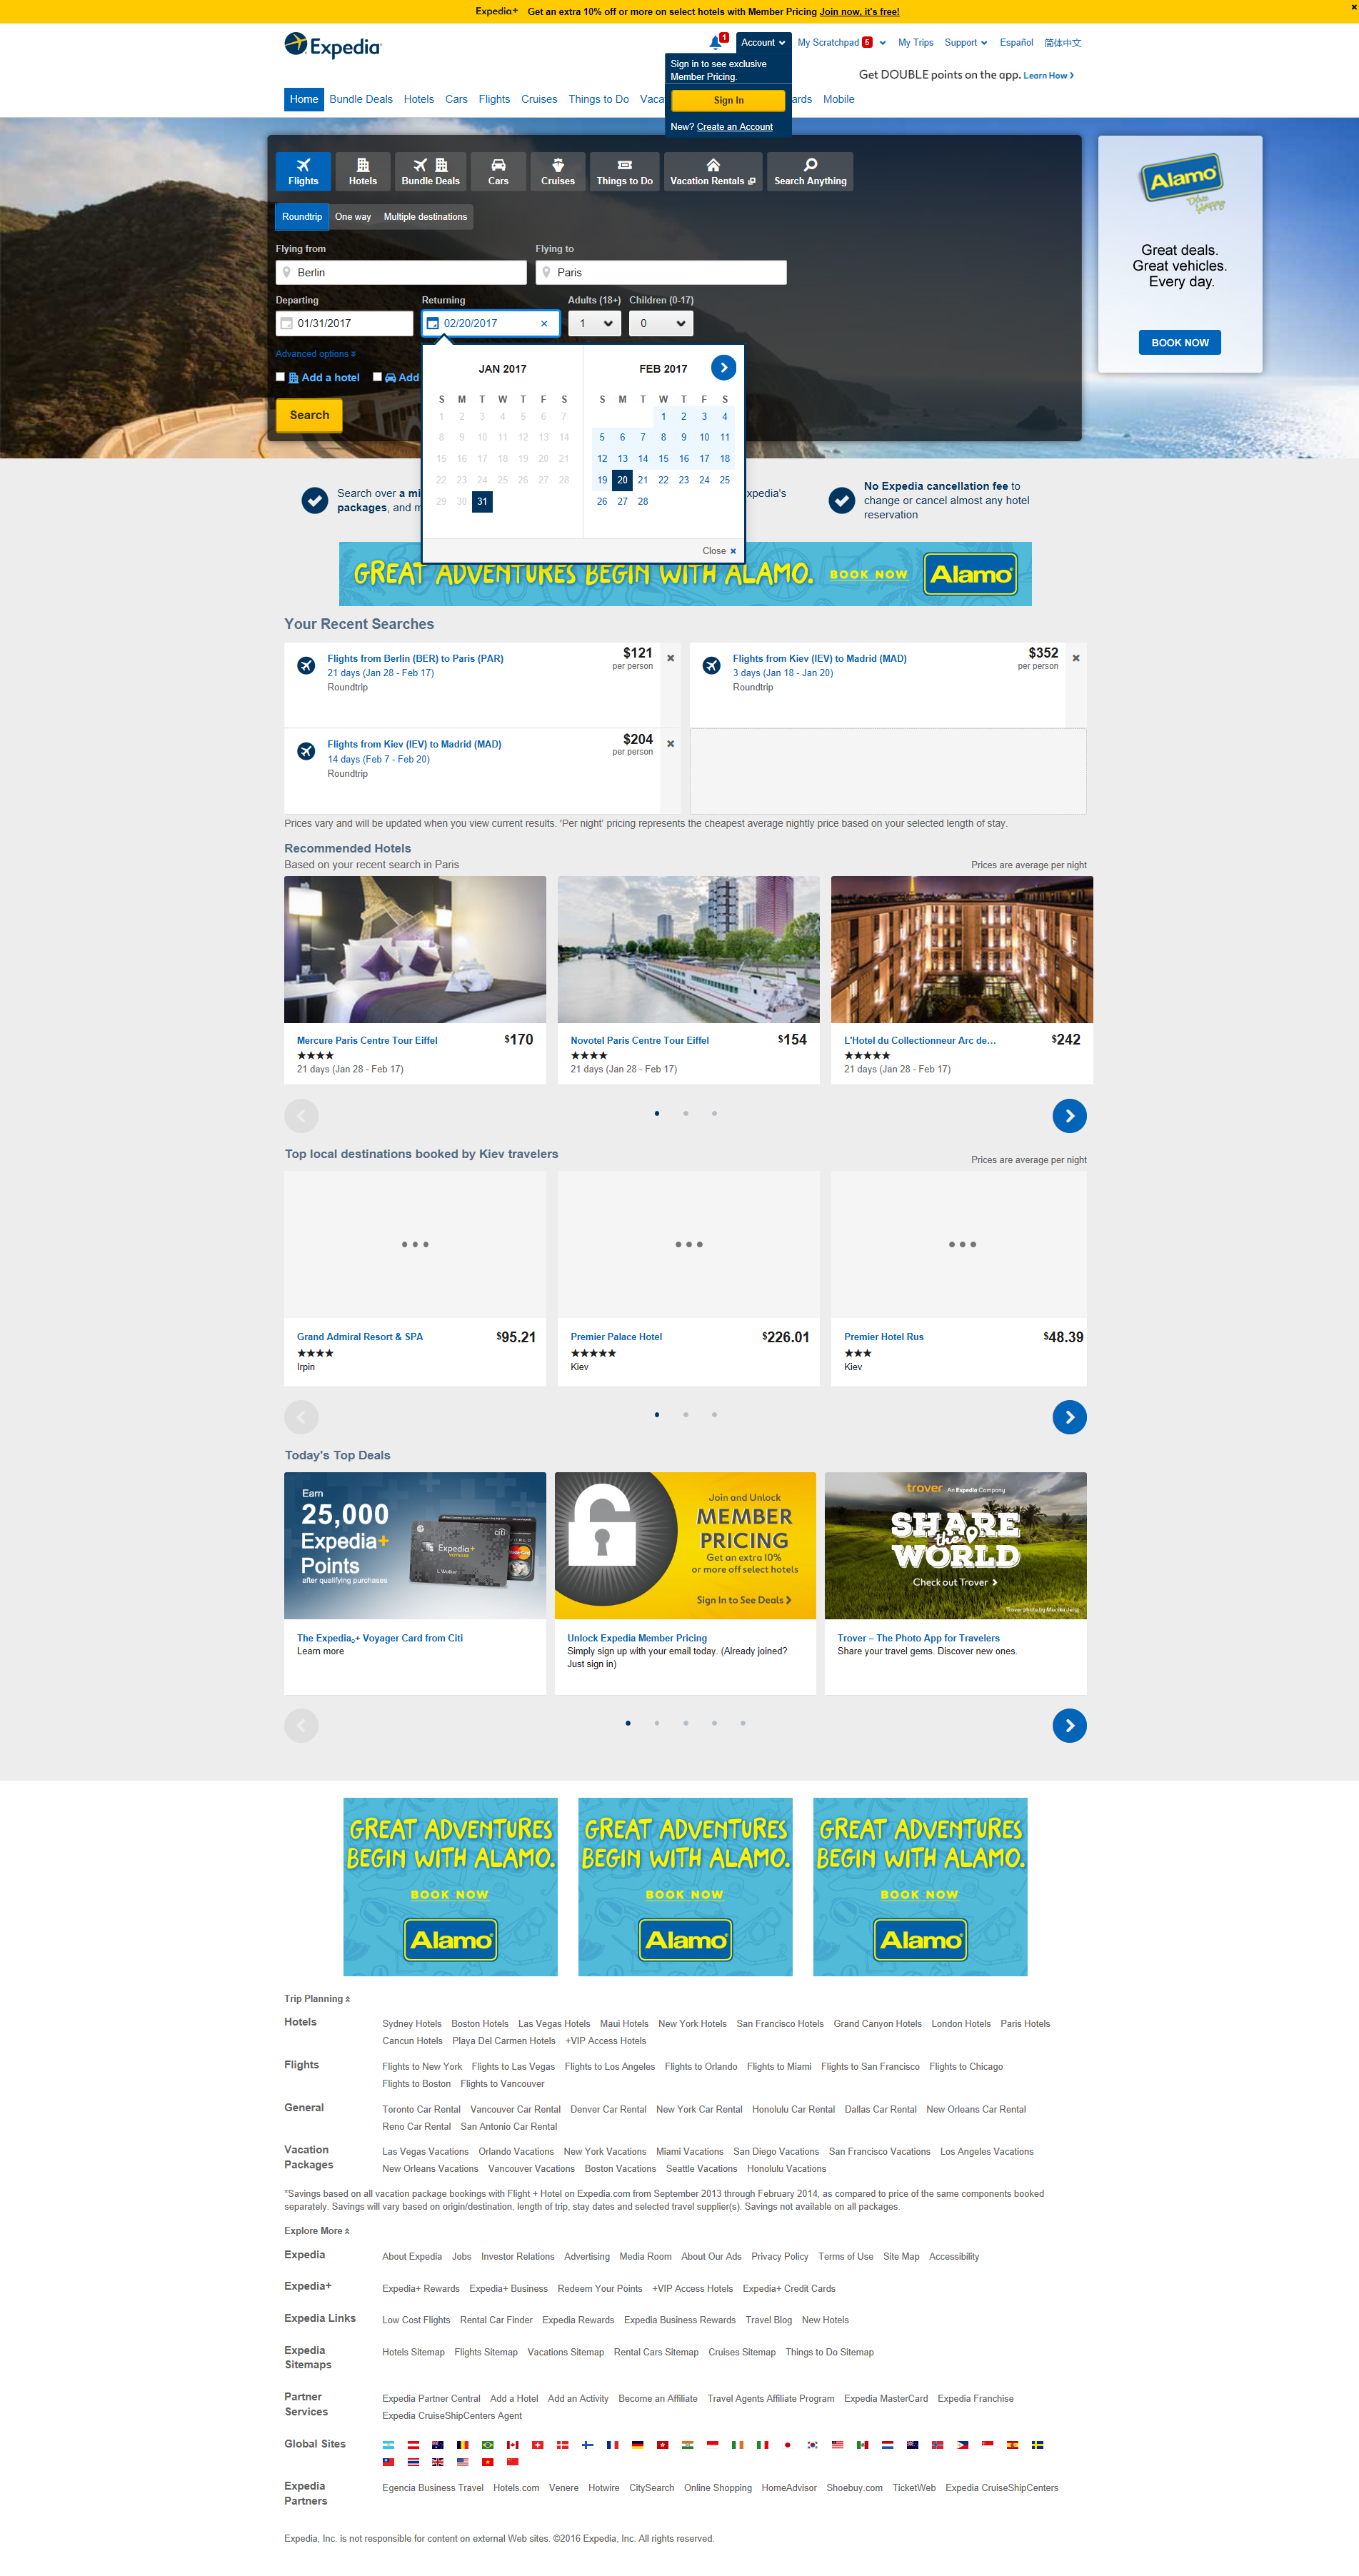 Expedia+ Get an extra 10% off or more on select hotels with Member Pricing Join now, it's free!
Expedia
1 Account My Scratchpad 5 My Trips Support Español 简体中文
Sign in to see exclusive
Member Pricing.
Get DOUBLE points on the app. Learn How
Sign In
New? Create an Account
Home Bundle Deals Hotels Cars Flights Cruises Things to Do Vaca ards Mobile
Flights Hotels Bundle Deals Cars Cruises Things to Do Vacation Rentals Search Anything
Roundtrip One way Multiple destinations
Flying from Flying to
Berlin Paris
Departing Returning Adults (18+) Children (0-17)
01/31/2017 02/20/2017 1 0
Advanced options
Add a hotel Add
Search
JAN 2017
S M T W T F S
1 2 3 4 5 6 7
8 9 10 11 12 13 14
15 16 17 18 19 20 21
22 23 24 25 26 27 28
29 30 31
FEB 2017
S M T W T F S
1 2 3 4
5 6 7 8 9 10 11
12 13 14 15 16 17 18
19 20 21 22 23 24 25
26 27 28
Close
Alamo
Drive Happy
Great deals.
Great vehicles.
Every day.
BOOK NOW
Search over a mi
packages, and m
xpedia's
No Expedia cancellation fee to
change or cancel almost any hotel
reservation
GREAT ADVENTURES BEGIN WITH ALAMO. BOOK NOW Alamo
Your Recent Searches
Flights from Berlin (BER) to Paris (PAR) $121
21 days (Jan 28 - Feb 17) per person
Roundtrip
Flights from Kiev (IEV) to Madrid (MAD) $352
3 days (Jan 18 - Jan 20) per person
Roundtrip
Flights from Kiev (IEV) to Madrid (MAD) $204
14 days (Feb 7 - Feb 20) per person
Roundtrip
Prices vary and will be updated when you view current results. 'Per night' pricing represents the cheapest average nightly price based on your selected length of stay.
Recommended Hotels
Based on your recent search in Paris Prices are average per night
Mercure Paris Centre Tour Eiffel $170
★★★★
21 days (Jan 28 - Feb 17)
Novotel Paris Centre Tour Eiffel $154
★★★★
21 days (Jan 28 - Feb 17)
L'Hotel du Collectionneur Arc de... $242
★★★★★
21 days (Jan 28 - Feb 17)
Top local destinations booked by Kiev travelers Prices are average per night
Grand Admiral Resort & SPA $95.21
★★★★
Irpin
Premier Palace Hotel $226.01
★★★★★
Kiev
Premier Hotel Rus $48.39
★★★
Kiev
Today's Top Deals
Earn
25,000
Expedia+
Points
after qualifying purchases
citi
Expedia+
VOYAGER
L Walker
Join and Unlock
MEMBER
PRICING
Get an extra 10%
or more off select hotels
Sign In to See Deals
trover An Expedia Company
SHARE
the
WORLD
Check out Trover
Trover photo by Monika Jang
The Expedia®+ Voyager Card from Citi
Learn more
Unlock Expedia Member Pricing
Simply sign up with your email today. (Already joined?
Just sign in)
Trover – The Photo App for Travelers
Share your travel gems. Discover new ones.
GREAT ADVENTURES
BEGIN WITH ALAMO.
BOOK NOW
Alamo
GREAT ADVENTURES
BEGIN WITH ALAMO.
BOOK NOW
Alamo
GREAT ADVENTURES
BEGIN WITH ALAMO.
BOOK NOW
Alamo
Trip Planning
Hotels Sydney Hotels Boston Hotels Las Vegas Hotels Maui Hotels New York Hotels San Francisco Hotels Grand Canyon Hotels London Hotels Paris Hotels
Cancun Hotels Playa Del Carmen Hotels +VIP Access Hotels
Flights Flights to New York Flights to Las Vegas Flights to Los Angeles Flights to Orlando Flights to Miami Flights to San Francisco Flights to Chicago
Flights to Boston Flights to Vancouver
General Toronto Car Rental Vancouver Car Rental Denver Car Rental New York Car Rental Honolulu Car Rental Dallas Car Rental New Orleans Car Rental
Reno Car Rental San Antonio Car Rental
Vacation Packages Las Vegas Vacations Orlando Vacations New York Vacations Miami Vacations San Diego Vacations San Francisco Vacations Los Angeles Vacations
New Orleans Vacations Vancouver Vacations Boston Vacations Seattle Vacations Honolulu Vacations
*Savings based on all vacation package bookings with Flight + Hotel on Expedia.com from September 2013 through February 2014, as compared to price of the same components booked
separately. Savings will vary based on origin/destination, length of trip, stay dates and selected travel supplier(s). Savings not available on all packages.
Explore More
Expedia About Expedia Jobs Investor Relations Advertising Media Room About Our Ads Privacy Policy Terms of Use Site Map Accessibility
Expedia+ Expedia+ Rewards Expedia+ Business Redeem Your Points +VIP Access Hotels Expedia+ Credit Cards
Expedia Links Low Cost Flights Rental Car Finder Expedia Rewards Expedia Business Rewards Travel Blog New Hotels
Expedia Sitemaps Hotels Sitemap Flights Sitemap Vacations Sitemap Rental Cars Sitemap Cruises Sitemap Things to Do Sitemap
Partner Services Expedia Partner Central Add a Hotel Add an Activity Become an Affiliate Travel Agents Affiliate Program Expedia MasterCard Expedia Franchise
Expedia CruiseShipCenters Agent
Global Sites
Expedia Partners Egencia Business Travel Hotels.com Venere Hotwire CitySearch Online Shopping HomeAdvisor Shoebuy.com TicketWeb Expedia CruiseShipCenters
Expedia, Inc. is not responsible for content on external Web sites. ©2016 Expedia, Inc. All rights reserved.